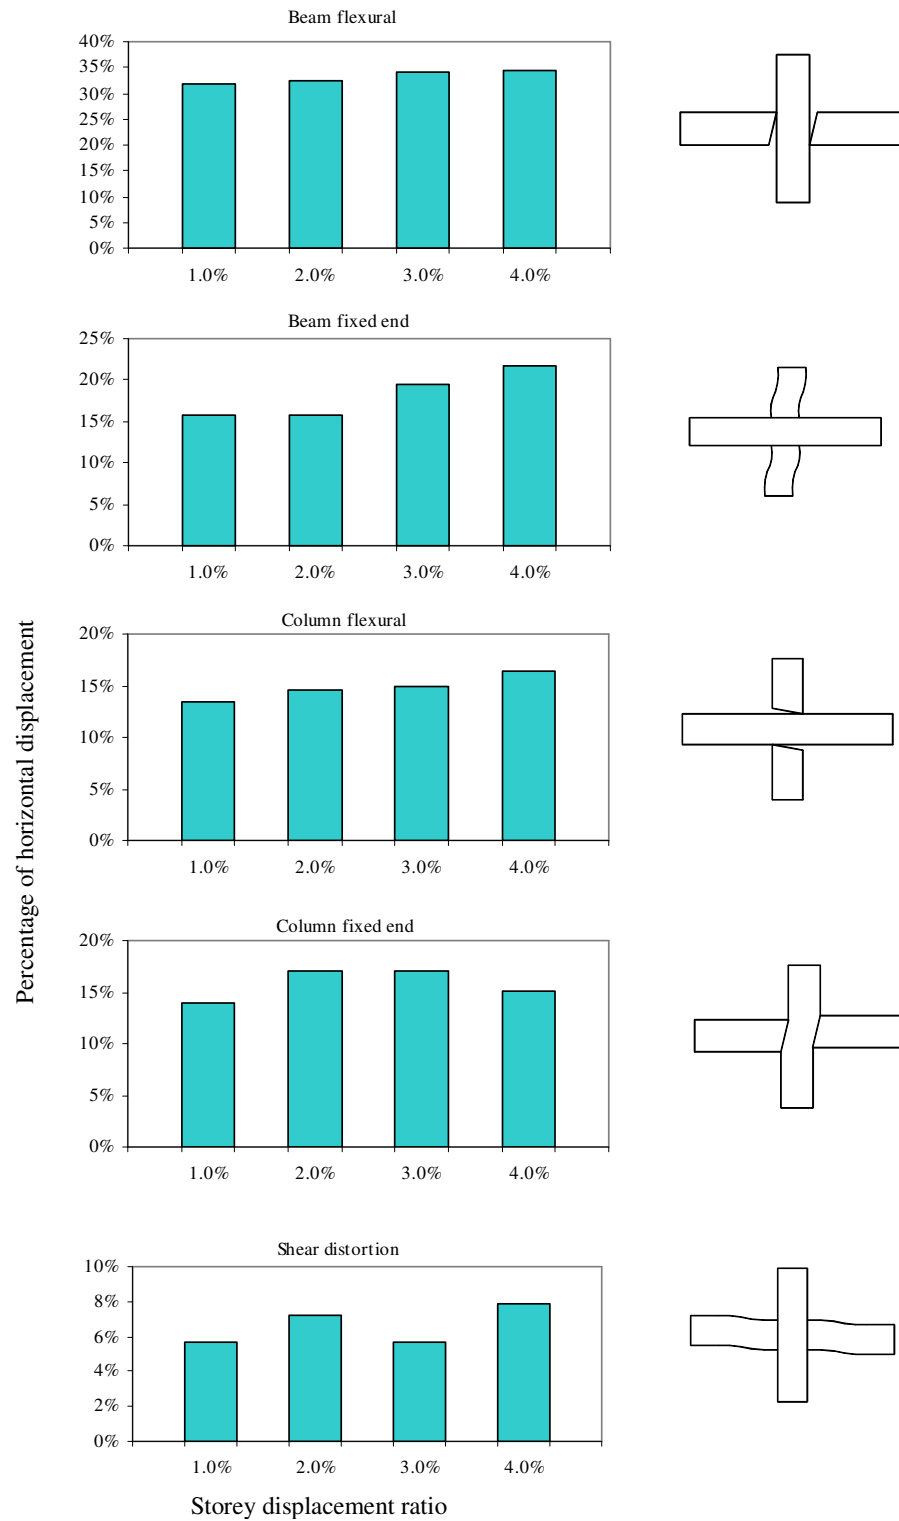 Beam flexural
40%
35%
30%
25%
20%
15%
10%
5%
0%
1.0% 2.0% 3.0% 4.0%
Beam fixed end
25%
20%
15%
10%
5%
0%
1.0% 2.0% 3.0% 4.0%
Column flexural
20%
15%
10%
5%
0%
1.0% 2.0% 3.0% 4.0%
Percentage of horizontal displacement
Column fixed end
20%
15%
10%
5%
0%
1.0% 2.0% 3.0% 4.0%
Shear distortion
10%
8%
6%
4%
2%
0%
1.0% 2.0% 3.0% 4.0%
Storey displacement ratio